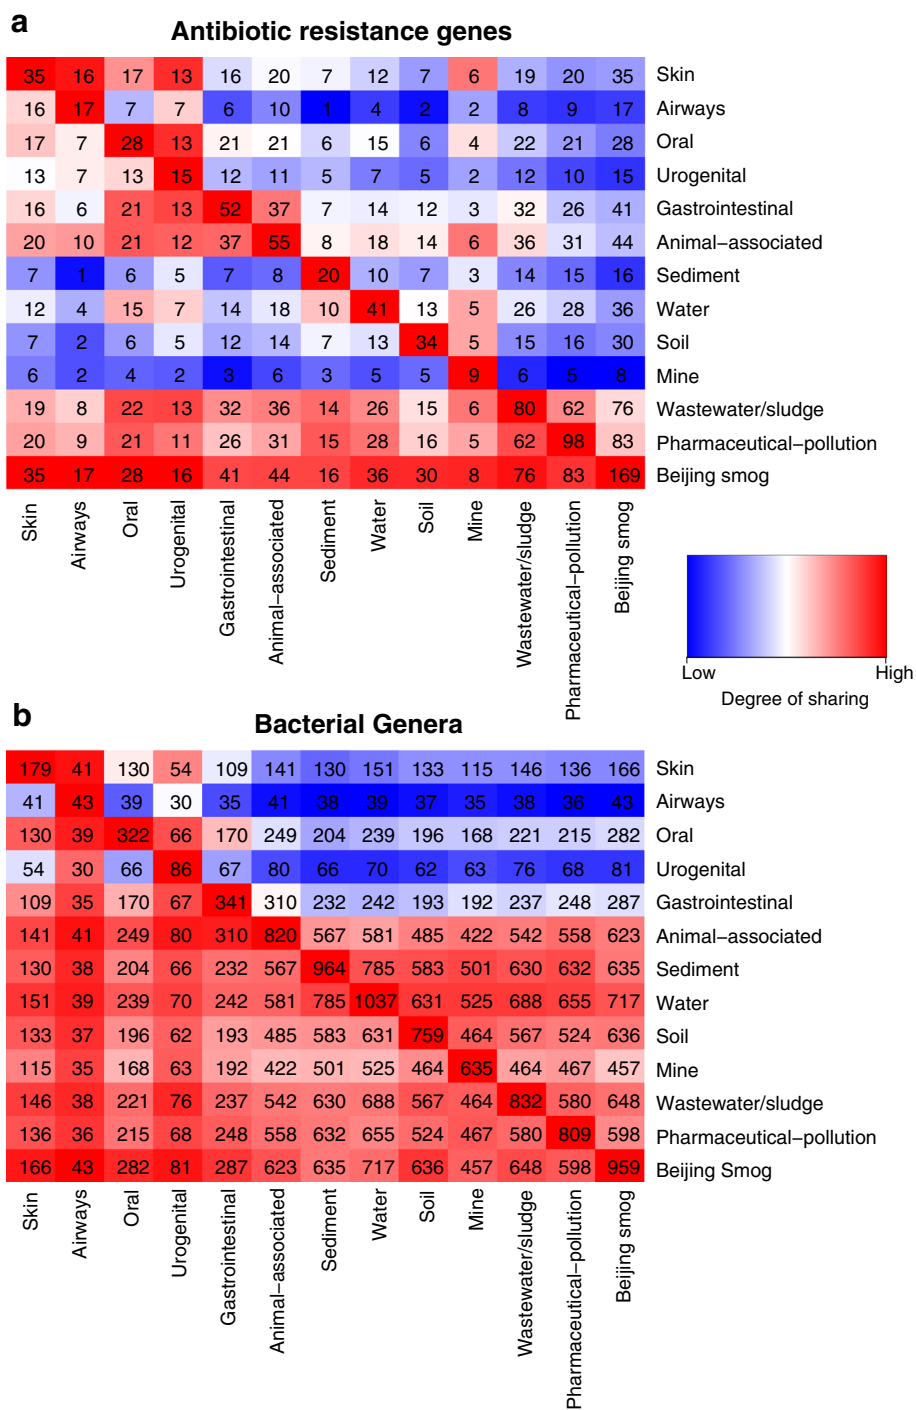 a
Antibiotic resistance genes
35 16 17 13 16 20 7 12 7 6 19 20 35 Skin
16 17 7 7 6 10 1 4 2 2 8 9 17 Airways
17 7 28 13 21 21 6 15 6 4 22 21 28 Oral
13 7 13 15 12 11 5 7 5 2 12 10 15 Urogenital
16 6 21 13 52 37 7 14 12 3 32 26 41 Gastrointestinal
20 10 21 12 37 55 8 18 14 6 36 31 44 Animal−associated
7 1 6 5 7 8 20 10 7 3 14 15 16 Sediment
12 4 15 7 14 18 10 41 13 5 26 28 36 Water
7 2 6 5 12 14 7 13 34 5 15 16 30 Soil
6 2 4 2 3 6 3 5 5 9 6 5 8 Mine
19 8 22 13 32 36 14 26 15 6 80 62 76 Wastewater/sludge
20 9 21 11 26 31 15 28 16 5 62 98 83 Pharmaceutical−pollution
35 17 28 16 41 44 16 36 30 8 76 83 169 Beijing smog
Skin
Airways
Oral
Urogenital
Gastrointestinal
Animal−associated
Sediment
Water
Soil
Mine
Wastewater/sludge
Pharmaceutical−pollution
Beijing smog
Low High
Degree of sharing
b
Bacterial Genera
179 41 130 54 109 141 130 151 133 115 146 136 166 Skin
41 43 39 30 35 41 38 39 37 35 38 36 43 Airways
130 39 322 66 170 249 204 239 196 168 221 215 282 Oral
54 30 66 86 67 80 66 70 62 63 76 68 81 Urogenital
109 35 170 67 341 310 232 242 193 192 237 248 287 Gastrointestinal
141 41 249 80 310 820 567 581 485 422 542 558 623 Animal−associated
130 38 204 66 232 567 964 785 583 501 630 632 635 Sediment
151 39 239 70 242 581 785 1037 631 525 688 655 717 Water
133 37 196 62 193 485 583 631 759 464 567 524 636 Soil
115 35 168 63 192 422 501 525 464 635 464 467 457 Mine
146 38 221 76 237 542 630 688 567 464 832 580 648 Wastewater/sludge
136 36 215 68 248 558 632 655 524 467 580 809 598 Pharmaceutical−pollution
166 43 282 81 287 623 635 717 636 457 648 598 959 Beijing Smog
Skin
Airways
Oral
Urogenital
Gastrointestinal
Animal−associated
Sediment
Water
Soil
Mine
Wastewater/sludge
Pharmaceutical−pollution
Beijing smog